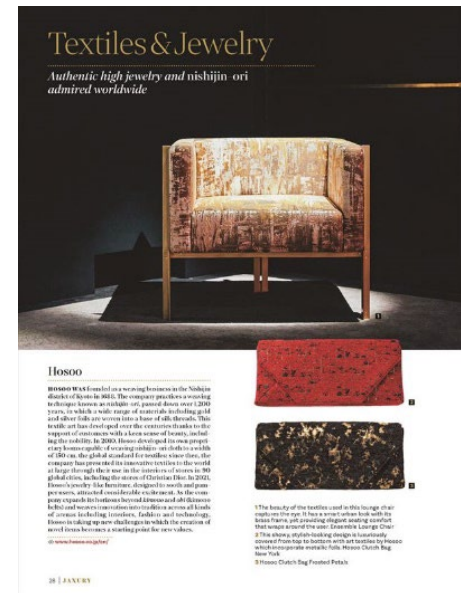 Textiles & Jewelry
Authentic high jewelry and nishijin-ori
admired worldwide
1
Hosoo
HOSOO WAS founded as a weaving business in the Nishijin
district of Kyoto in 1688. The company practices a weaving
technique known as nishijin-ori, passed down over 1,200
years, in which a wide range of materials including gold
and silver foils are woven into a base of silk threads. This
textile art has developed over the centuries thanks to the
support of customers with a keen sense of beauty, includ-
ing the nobility. In 2010, Hosoo developed its own propri-
etary looms capable of weaving nishijin-ori cloth to a width
of 150 cm, the global standard for textiles; since then, the
company has presented its innovative textiles to the world
at large through their use in the interiors of stores in 90
global cities, including the stores of Christian Dior. In 2021,
Hosoo's jewelry-like furniture, designed to soothe and pam-
per users, attracted considerable excitement. As the com-
pany expands its horizons beyond kimono and obi (kimono
belts) and weaves innovation into tradition across all kinds
of arenas including interiors, fashion and technology,
Hosoo is taking up new challenges in which the creation of
novel items becomes a starting point for new values.
www.hosoo.co.jp/en/
2
3
1 The beauty of the textiles used in this lounge chair
captures the eye. It has a smart urban look with its
brass frame, yet providing elegant seating comfort
that wraps around the user. Ensemble Lounge Chair
2 This showy, stylish-looking design is luxuriously
covered from top to bottom with art textiles by Hosoo
which incorporate metallic foils. Hosoo Clutch Bag
New York
3 Hosoo Clutch Bag Frosted Petals
28 | JAXURY